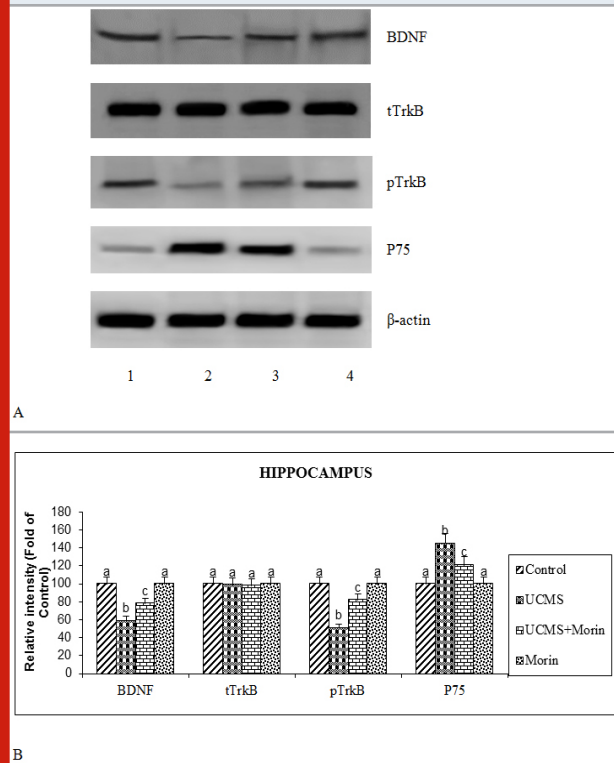 BDNF
tTrkB
pTrkB
P75
β-actin
1 2 3 4
A
HIPPOCAMPUS
Relative intensity (Fold of
Control)
180
160
140
120
100
80
60
40
20
0
a b c a
a a a a
a b c a
a b c a
BDNF tTrkB pTrkB P75
Control
UCMS
UCMS+Morin
Morin
B